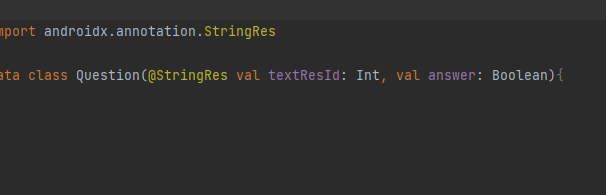 mport androidx.annotation.StringRes
ata class Question(@StringRes val textResId: Int, val answer: Boolean){